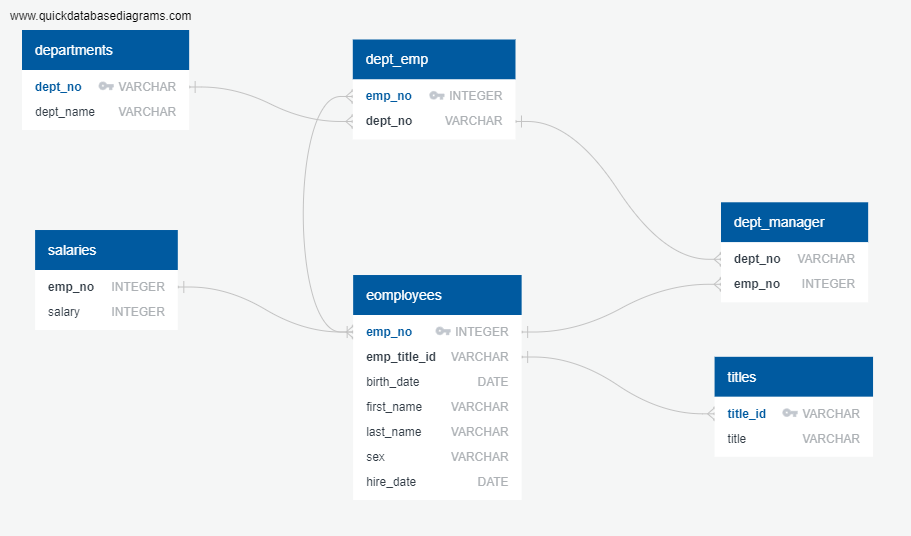 www.quickdatabasediagrams.com
departments
dept_no VARCHAR
dept_name VARCHAR
dept_emp
emp_no INTEGER
dept_no VARCHAR
salaries
emp_no INTEGER
salary INTEGER
eomployees
emp_no INTEGER
emp_title_id VARCHAR
birth_date DATE
first_name VARCHAR
last_name VARCHAR
sex VARCHAR
hire_date DATE
dept_manager
dept_no VARCHAR
emp_no INTEGER
titles
title_id VARCHAR
title VARCHAR